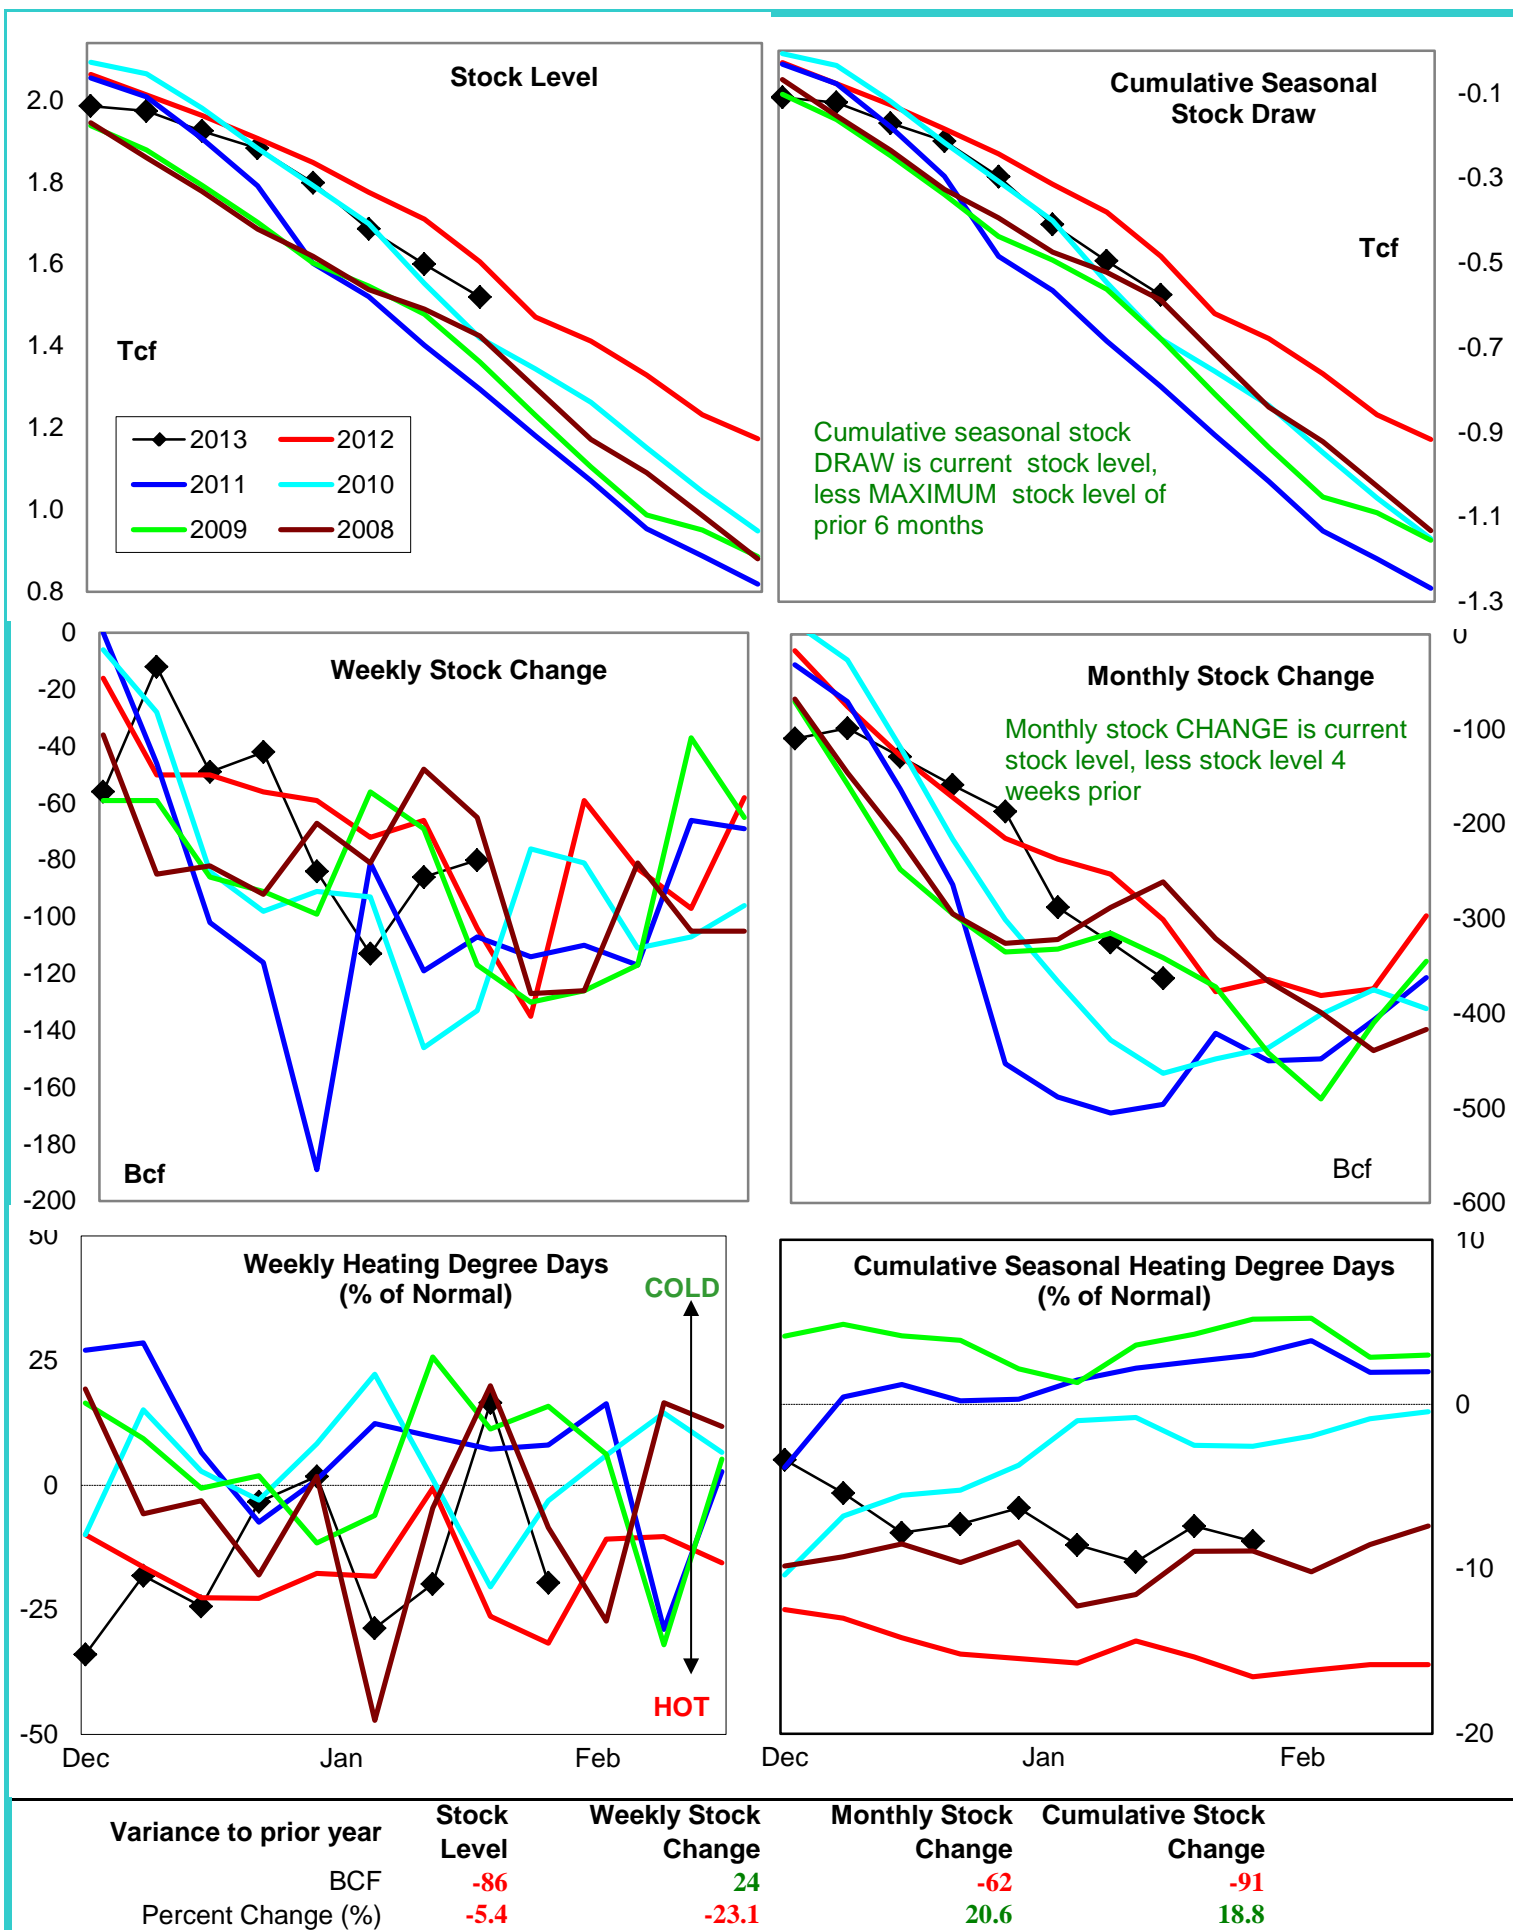 Stock Level
2.0
1.8
1.6
1.4
1.2
1.0
0.8
Tcf
2013
2012
2011
2010
2009
2008
Cumulative Seasonal
Stock Draw
-0.1
-0.3
-0.5
-0.7
-0.9
-1.1
-1.3
Tcf
Cumulative seasonal stock
DRAW is current stock level,
less MAXIMUM stock level of
prior 6 months
Weekly Stock Change
0
-20
-40
-60
-80
-100
-120
-140
-160
-180
-200
Bcf
Monthly Stock Change
Monthly stock CHANGE is current
stock level, less stock level 4
weeks prior
0
-100
-200
-300
-400
-500
-600
Bcf
Weekly Heating Degree Days
(% of Normal)
COLD
HOT
50
25
0
-25
-50
Dec
Jan
Feb
Cumulative Seasonal Heating Degree Days
(% of Normal)
10
0
-10
-20
Dec
Jan
Feb
Variance to prior year
Stock
Level
Weekly Stock
Change
Monthly Stock
Change
Cumulative Stock
Change
BCF -86 24 -62 -91
Percent Change (%) -5.4 -23.1 20.6 18.8